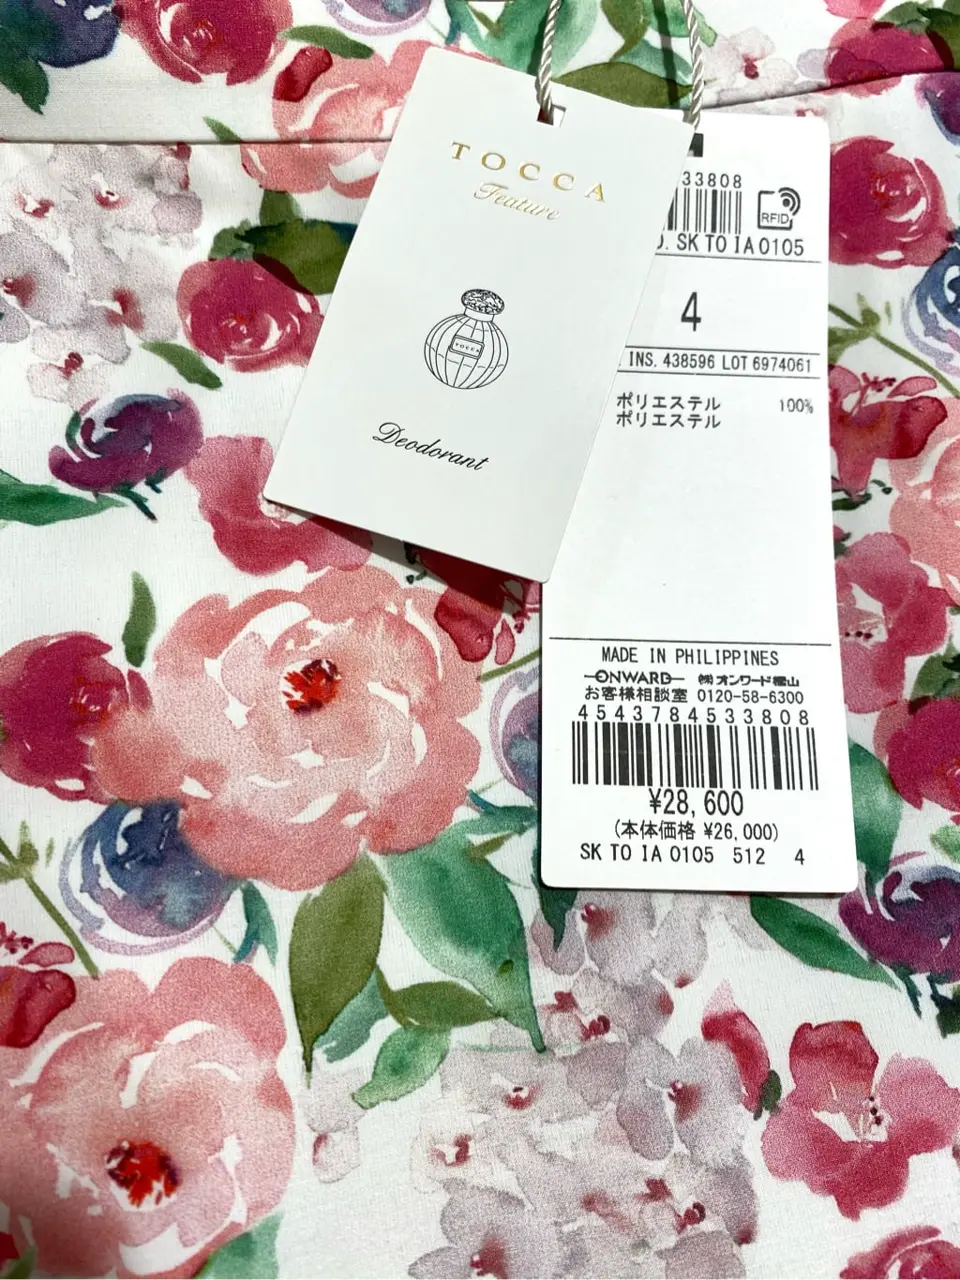 TOCCA
Feature
TOCCA
Deodorant
33808
RFID
SK TO IA 0105
4
INS. 438596 LOT 6974061
ポリエステル 100%
ポリエステル
MADE IN PHILIPPINES
ONWARD ㈱オンワード樫山
お客様相談室 0120-58-6300
4543784533808
¥28,600
(本体価格 ¥26,000)
SK TO IA 0105 512 4